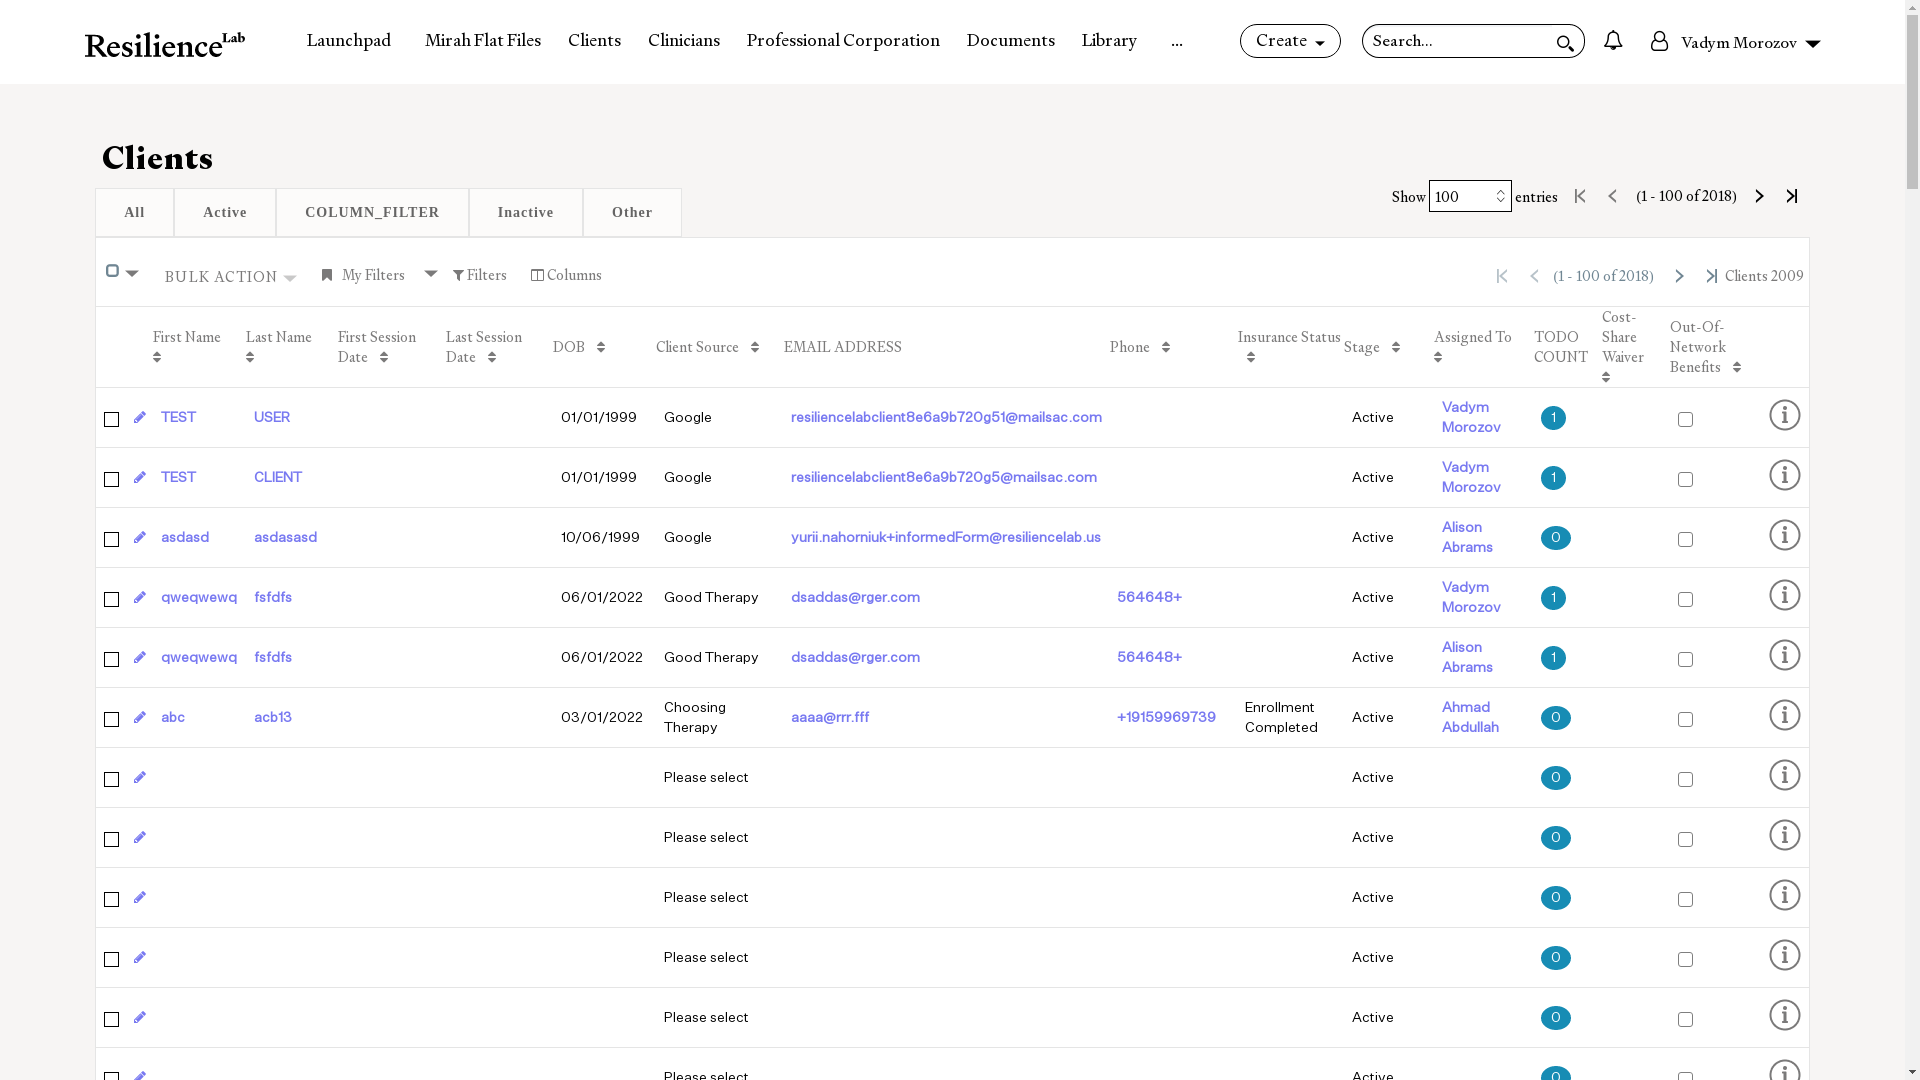 Resilience Lab
Launchpad Mirah Flat Files Clients Clinicians Professional Corporation Documents Library ...
Create Search... Vadym Morozov
Clients
All Active COLUMN_FILTER Inactive Other
Show 100 entries (1 - 100 of 2018)
BULK ACTION My Filters Filters Columns (1 - 100 of 2018) Clients 2009
First Name Last Name First Session Date Last Session Date DOB Client Source EMAIL ADDRESS Phone Insurance Status Stage Assigned To TODO COUNT Cost-Share Waiver Out-Of-Network Benefits
TEST USER 01/01/1999 Google resiliencelabclient8e6a9b720g51@mailsac.com Active Vadym Morozov 1
TEST CLIENT 01/01/1999 Google resiliencelabclient8e6a9b720g5@mailsac.com Active Vadym Morozov 1
asdasd asdasasd 10/06/1999 Google yurii.nahorniuk+informedForm@resiliencelab.us Active Alison Abrams 0
qweqwewq fsfdfs 06/01/2022 Good Therapy dsaddas@rger.com 564648+ Active Vadym Morozov 1
qweqwewq fsfdfs 06/01/2022 Good Therapy dsaddas@rger.com 564648+ Active Alison Abrams 1
abc acb13 03/01/2022 Choosing Therapy aaaa@rrr.fff +19159969739 Enrollment Completed Active Ahmad Abdullah 0
Please select Active 0
Please select Active 0
Please select Active 0
Please select Active 0
Please select Active 0
Please select Active 0